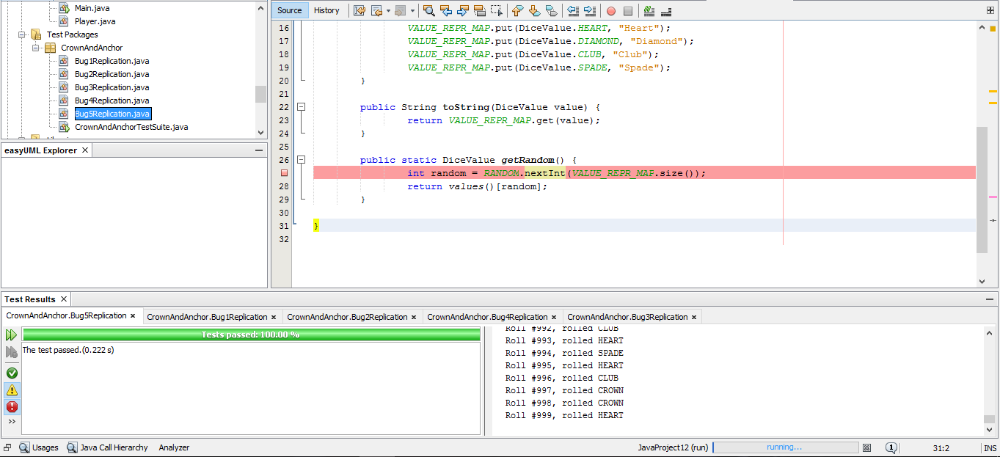 Main.java
Player.java
Test Packages
CrownAndAnchor
Bug1Replication.java
Bug2Replication.java
Bug3Replication.java
Bug4Replication.java
Bug5Replication.java
CrownAndAnchorTestSuite.java
easyUML Explorer
Source History
16 VALUE_REPR_MAP.put(DiceValue.HEART, "Heart");
17 VALUE_REPR_MAP.put(DiceValue.DIAMOND, "Diamond");
18 VALUE_REPR_MAP.put(DiceValue.CLUB, "Club");
19 VALUE_REPR_MAP.put(DiceValue.SPADE, "Spade");
20 }
21
22 public String toString(DiceValue value) {
23 return VALUE_REPR_MAP.get(value);
24 }
25
26 public static DiceValue getRandom() {
int random = RANDOM.nextInt(VALUE_REPR_MAP.size());
28 return values()[random];
29 }
30
31 }
32
Test Results
CrownAndAnchor.Bug5Replication CrownAndAnchor.Bug1Replication CrownAndAnchor.Bug2Replication CrownAndAnchor.Bug4Replication CrownAndAnchor.Bug3Replication
Tests passed: 100.00 %
The test passed.(0.222 s)
Roll #992, rolled CLUB
Roll #993, rolled HEART
Roll #994, rolled SPADE
Roll #995, rolled HEART
Roll #996, rolled CLUB
Roll #997, rolled CROWN
Roll #998, rolled CROWN
Roll #999, rolled HEART
Usages Java Call Hierarchy Analyzer JavaProject12 (run) running... 1 31:2 INS